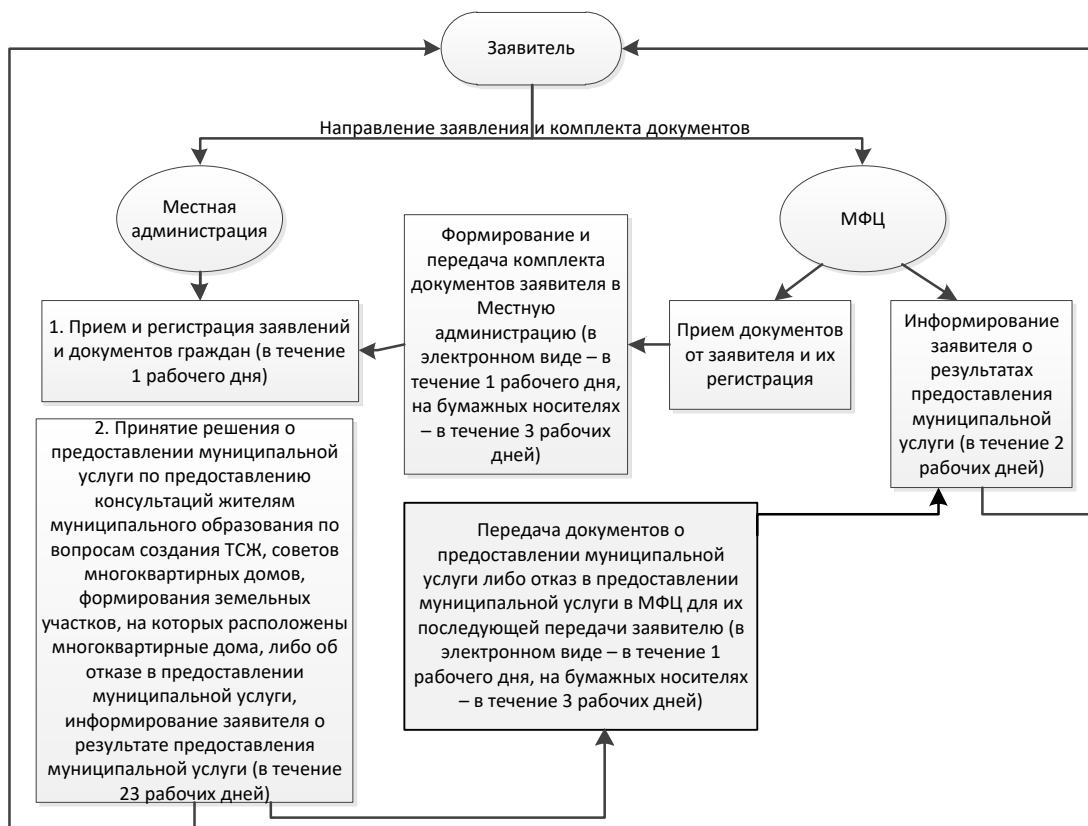 Заявитель
Направление заявления и комплекта документов
Местная
администрация
МФЦ
1. Прием и регистрация заявлений
и документов граждан (в течение
1 рабочего дня)
Формирование и
передача комплекта
документов заявителя в
Местную
администрацию (в
электронном виде – в
течение 1 рабочего дня,
на бумажных носителях
– в течение 3 рабочих
дней)
Прием документов
от заявителя и их
регистрация
Информирование
заявителя о
результатах
предоставления
муниципальной
услуги (в течение 2
рабочих дней)
2. Принятие решения о
предоставлении муниципальной
услуги по предоставлению
консультаций жителям
муниципального образования по
вопросам создания ТСЖ, советов
многоквартирных домов,
формирования земельных
участков, на которых расположены
многоквартирные дома, либо об
отказе в предоставлении
муниципальной услуги,
информирование заявителя о
результате предоставления
муниципальной услуги (в течение
23 рабочих дней)
Передача документов о
предоставлении муниципальной
услуги либо отказ в предоставлении
муниципальной услуги в МФЦ для их
последующей передачи заявителю (в
электронном виде – в течение 1
рабочего дня, на бумажных носителях
– в течение 3 рабочих дней)